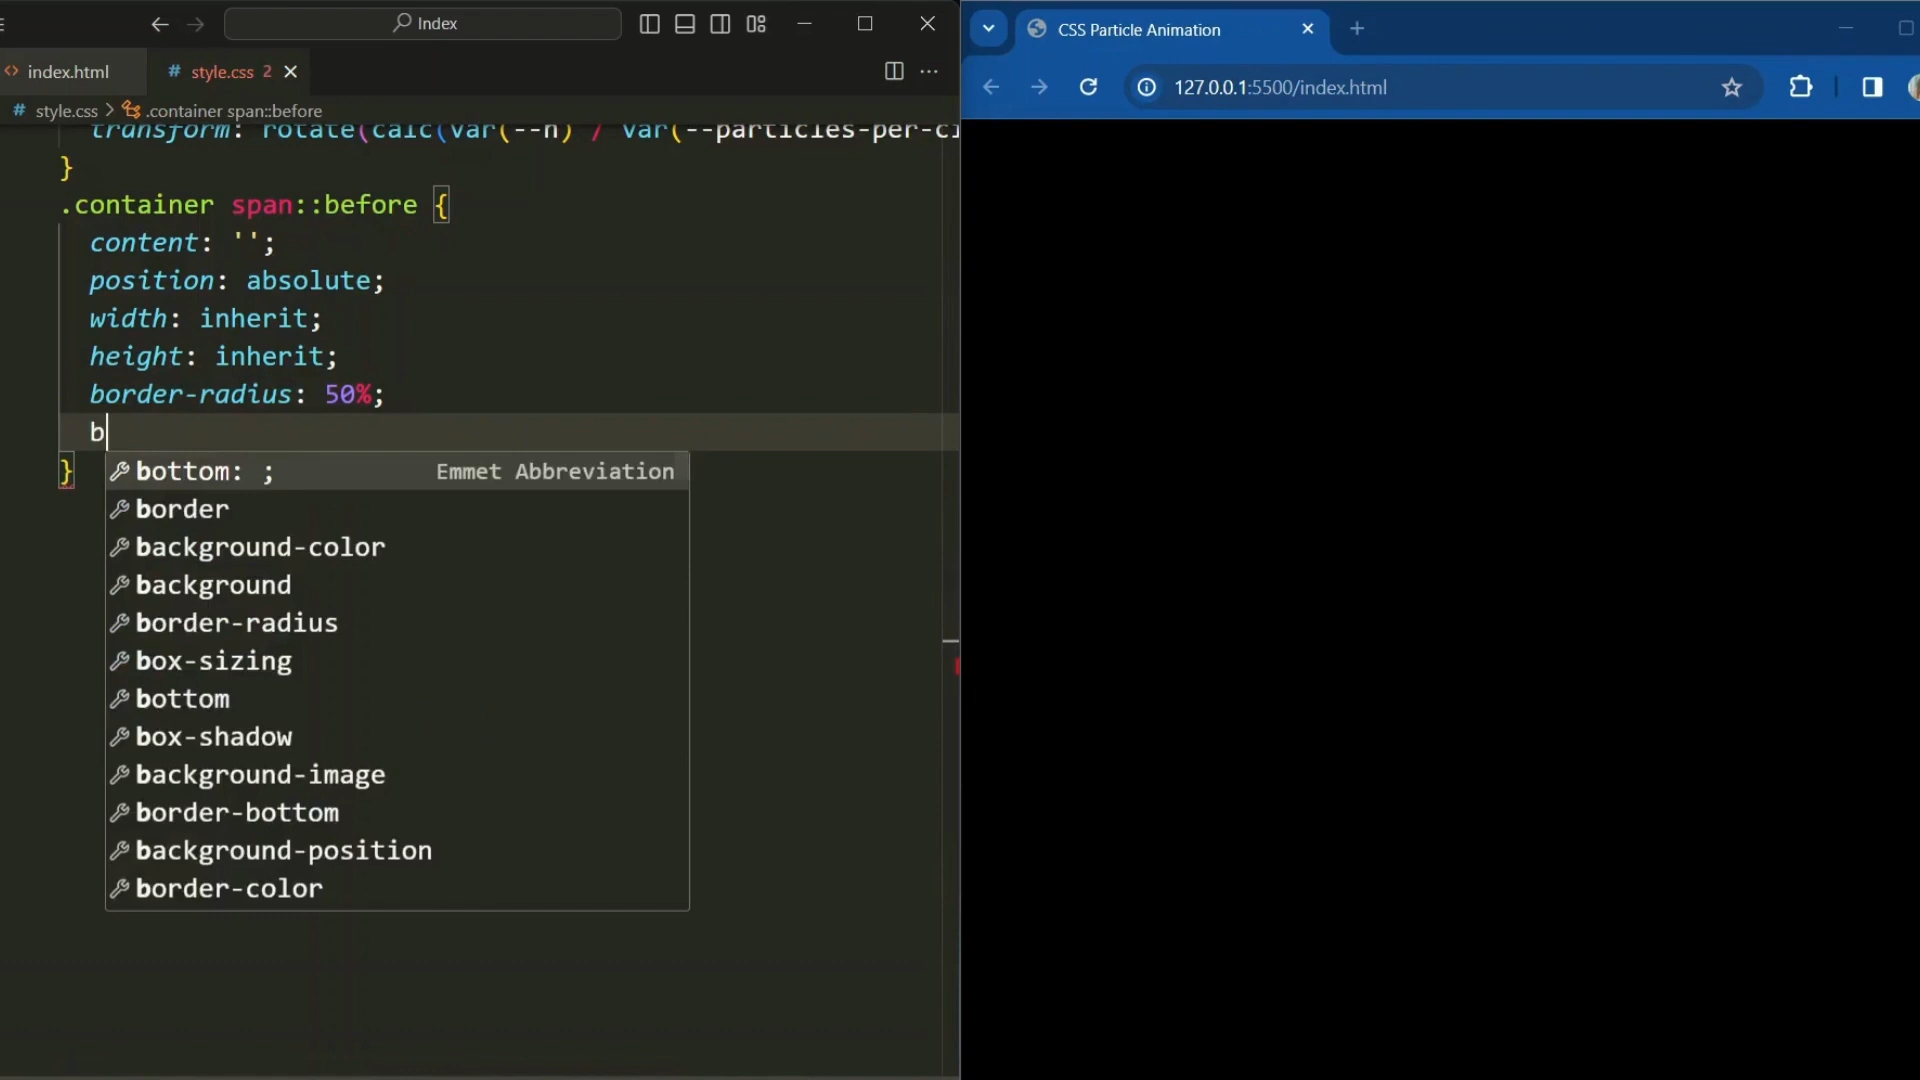 Index
index.html
# style.css 2
# style.css > .container span::before
transform: rotate(calc(var(--n) / var(--particles-per-ci
}
.container span::before {
content: '';
position: absolute;
width: inherit;
height: inherit;
border-radius: 50%;
b
}
bottom: ; Emmet Abbreviation
border
background-color
background
border-radius
box-sizing
bottom
box-shadow
background-image
border-bottom
background-position
border-color
CSS Particle Animation
127.0.0.1:5500/index.html